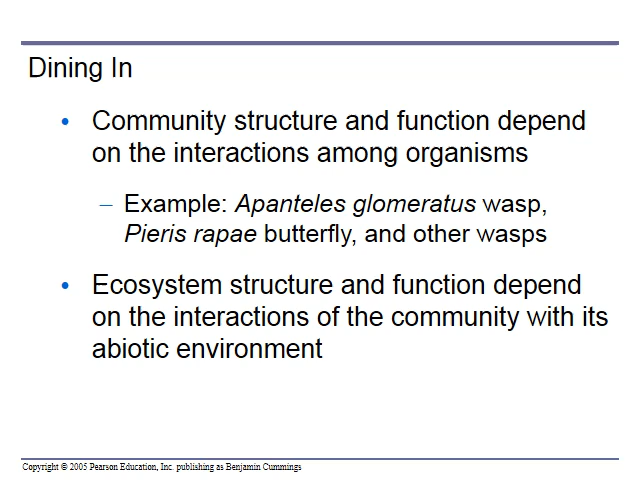 Dining In
• Community structure and function depend
on the interactions among organisms
– Example: Apanteles glomeratus wasp,
Pieris rapae butterfly, and other wasps
• Ecosystem structure and function depend
on the interactions of the community with its
abiotic environment
Copyright © 2005 Pearson Education, Inc. publishing as Benjamin Cummings